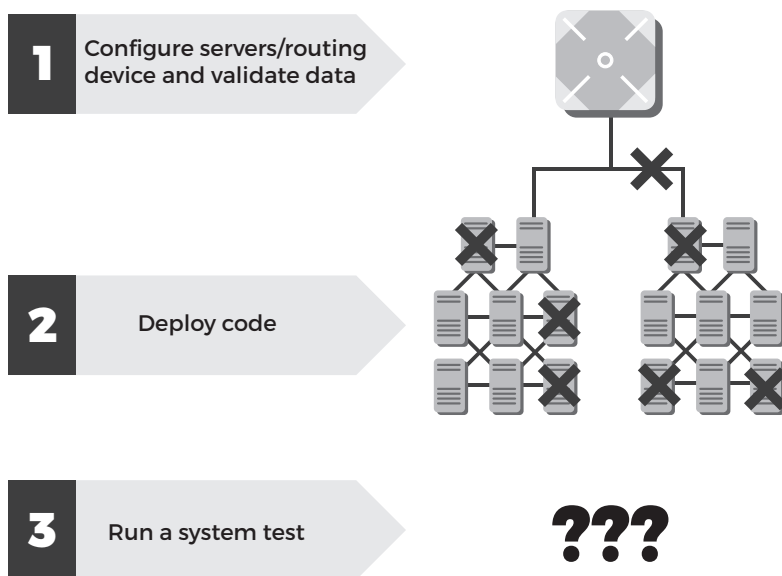 1
Configure servers/routing
device and validate data
2
Deploy code
3
Run a system test
???